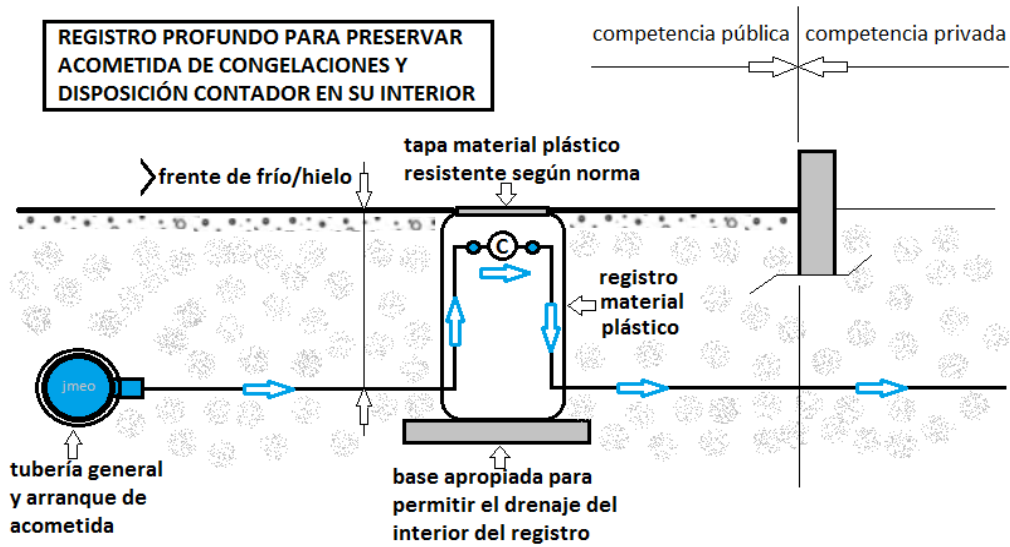 REGISTRO PROFUNDO PARA PRESERVAR
ACOMETIDA DE CONGELACIONES Y
DISPOSICIÓN CONTADOR EN SU INTERIOR
competencia pública
competencia privada
tapa material plástico
resistente según norma
frente de frío/hielo
C
registro
material
plástico
jmeo
tubería general
y arranque de
acometida
base apropiada para
permitir el drenaje del
interior del registro